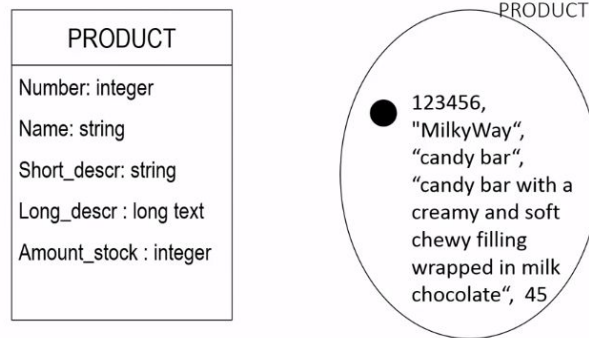 PRODUCT
Number: integer
Name: string
Short_descr: string
Long_descr : long text
Amount_stock : integer
PRODUCT
123456,
"MilkyWay“,
“candy bar“,
“candy bar with a
creamy and soft
chewy filling
wrapped in milk
chocolate“, 45